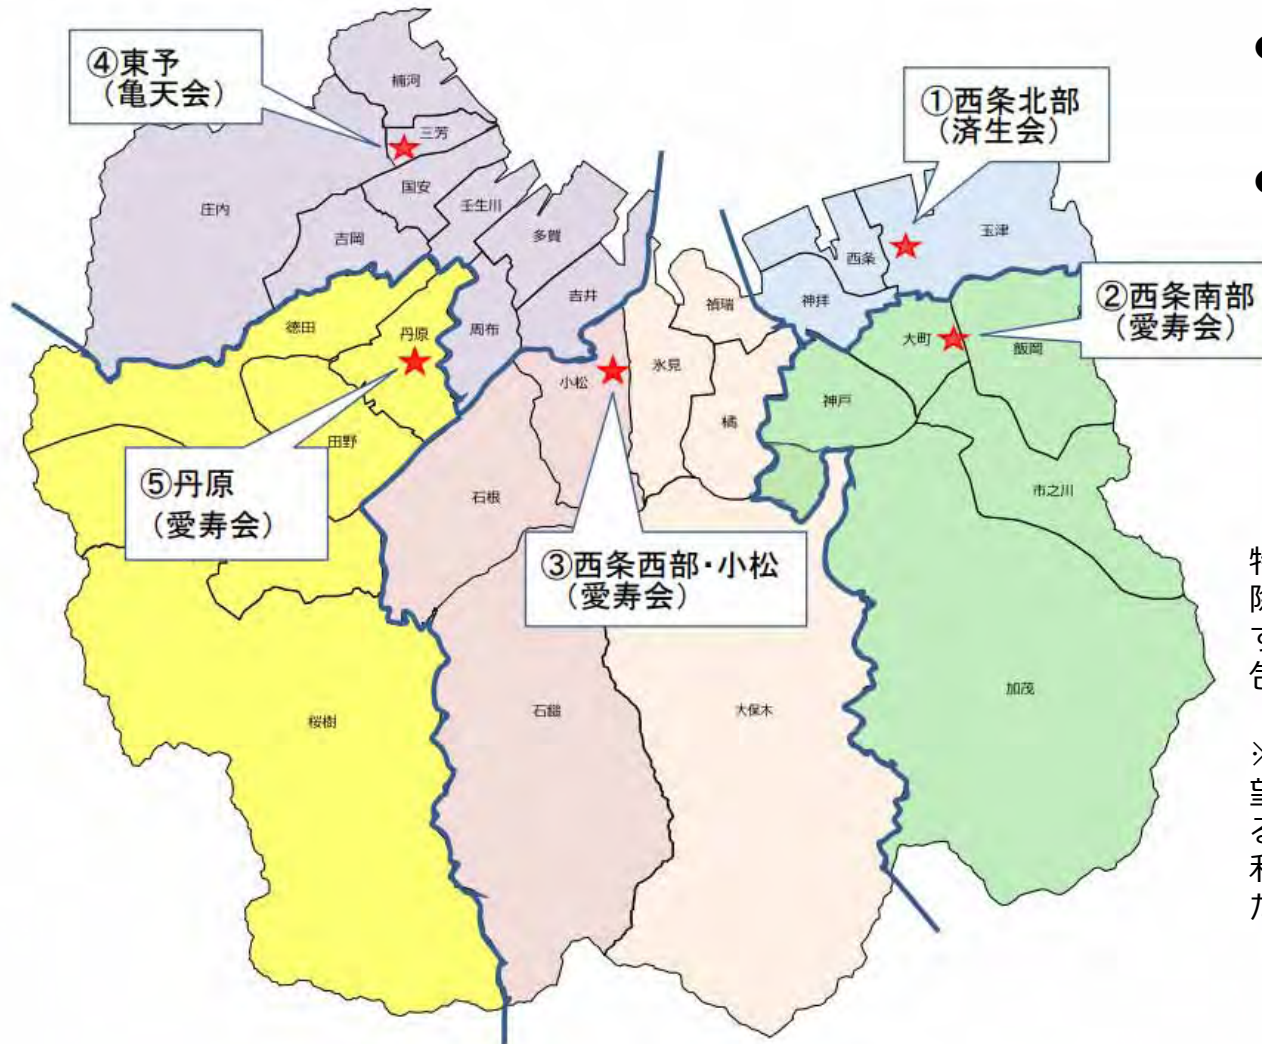 ④東予
（亀天会）
①西条北部
（済生会）
②西条南部
（愛寿会）
⑤丹原
（愛寿会）
③西条西部・小松
（愛寿会）
楠河
三芳
国安
庄内
壬生川
吉岡
多賀
吉井
周布
徳田
丹原
田野
桜樹
小松
石根
石鎚
氷見
禎瑞
橘
大保木
西条
玉津
神拝
大町
飯岡
神戸
市之川
加茂
●
●
す
※
望
る
た